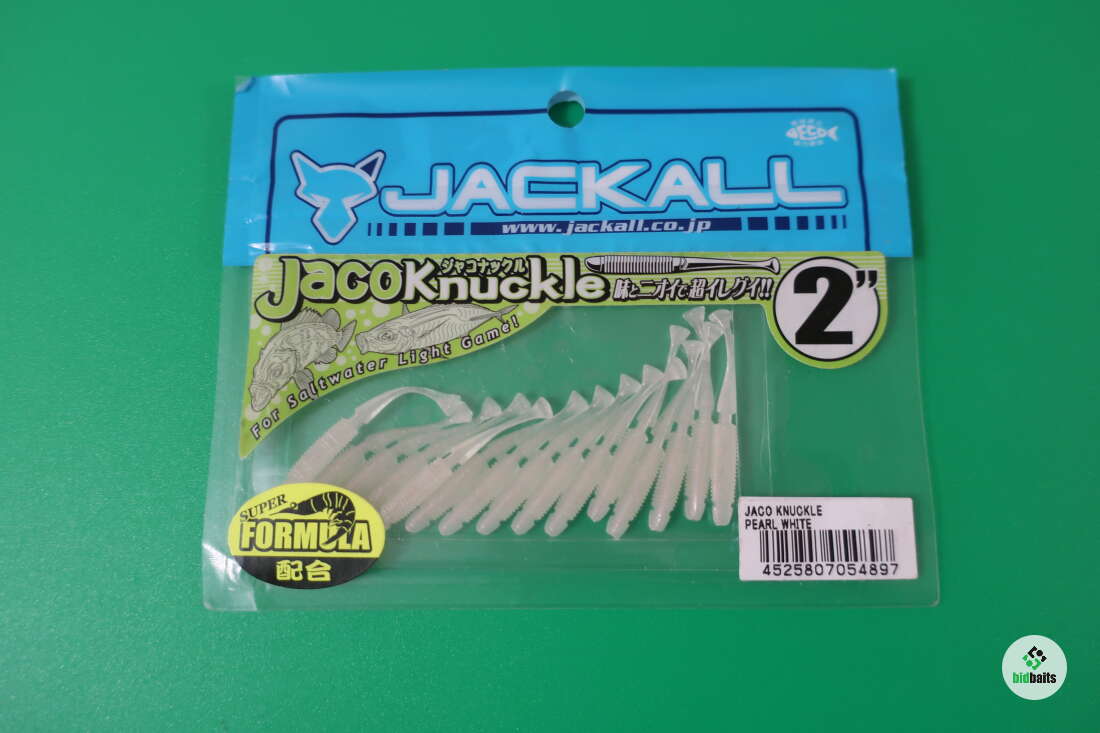 ECO
JACKALL
www.jackall.co.jp
ジャコナックル
JacoKnuckle
味とニオイで超イレグイ!!
2"
For Saltwater Light Game!
SUPER
FORMULA
配合
JACO KNUCKLE
PEARL WHITE
4525807054897
bidbaits